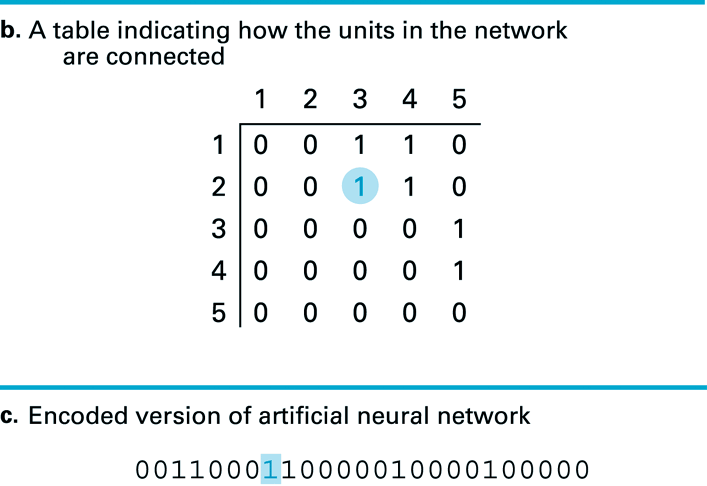 b. A table indicating how the units in the network
are connected
1 2 3 4 5
1 0 0 1 1 0
2 0 0 1 1 0
3 0 0 0 0 1
4 0 0 0 0 1
5 0 0 0 0 0
c. Encoded version of artificial neural network
0011000110000010000100000